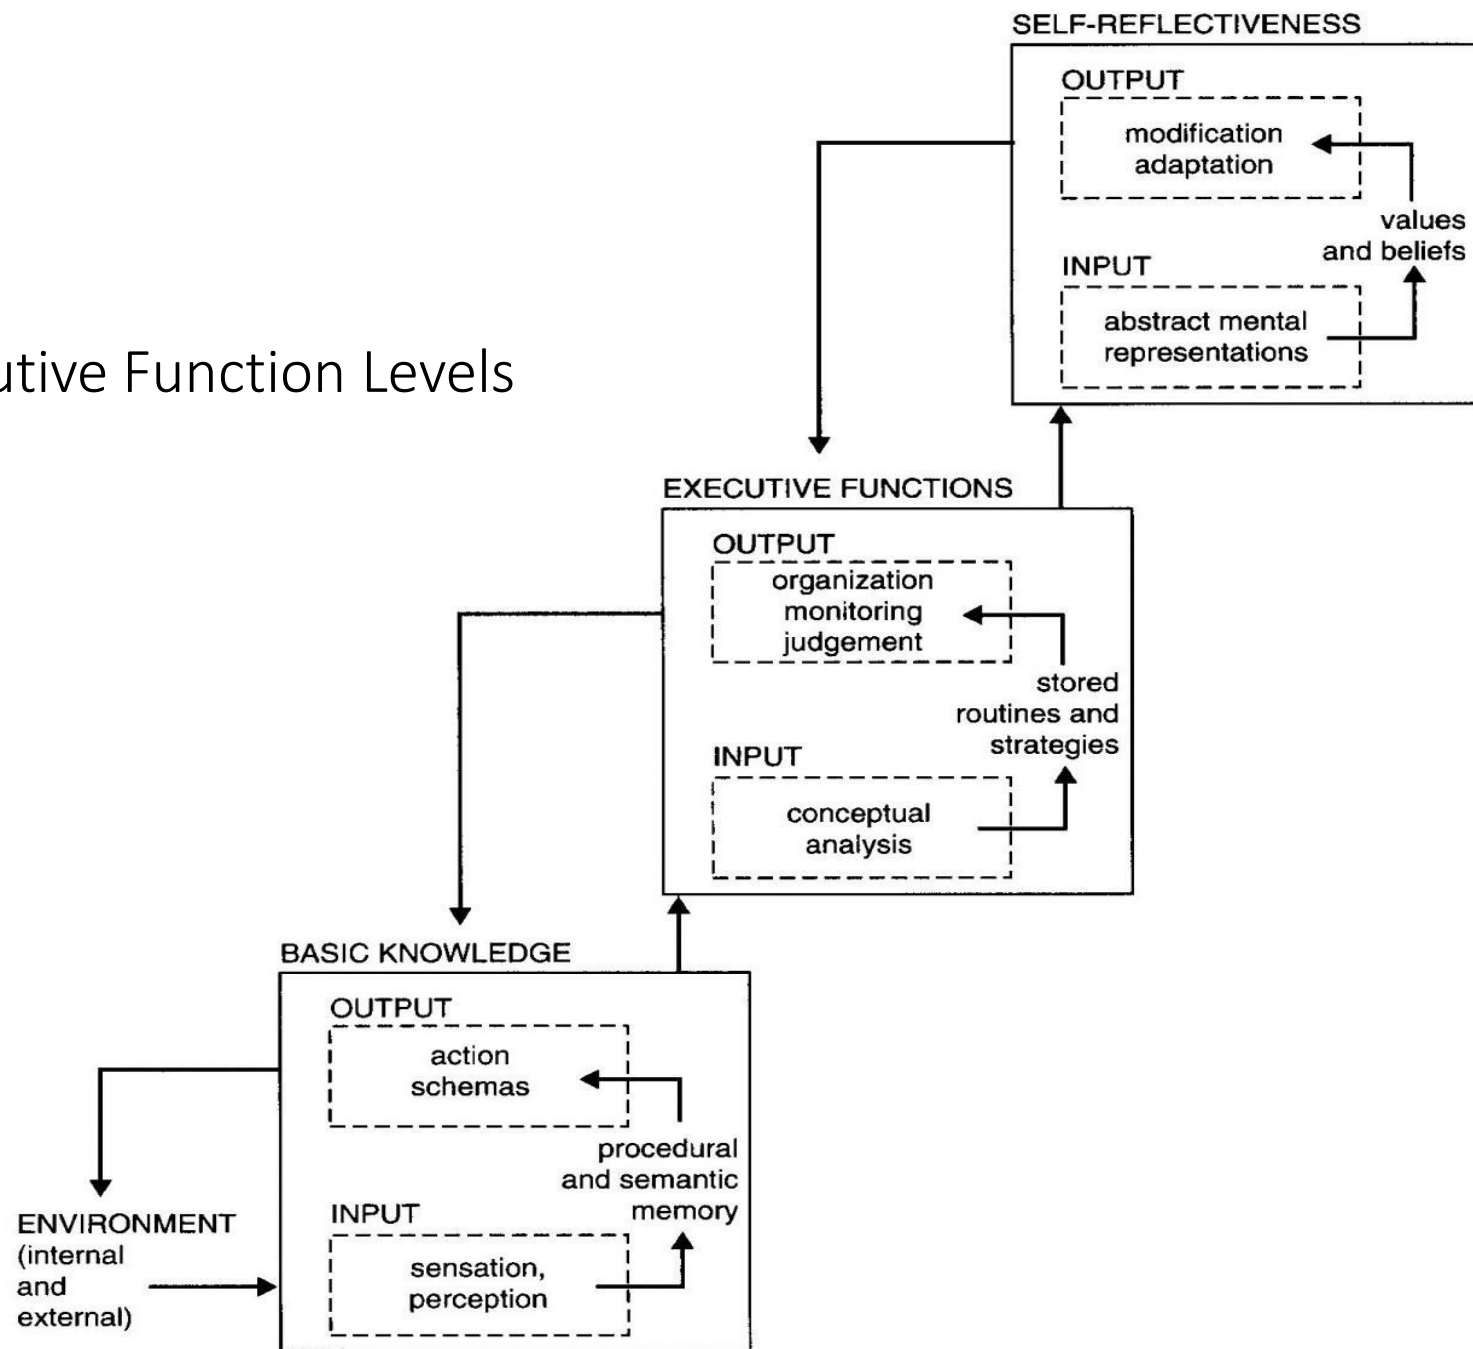 SELF-REFLECTIVENESS
OUTPUT
modification
adaptation
values
and beliefs
INPUT
abstract mental
representations
utive Function Levels
EXECUTIVE FUNCTIONS
OUTPUT
organization
monitoring
judgement
stored
routines and
strategies
INPUT
conceptual
analysis
BASIC KNOWLEDGE
OUTPUT
action
schemas
procedural
and semantic
memory
INPUT
sensation,
perception
ENVIRONMENT
(internal
and
external)